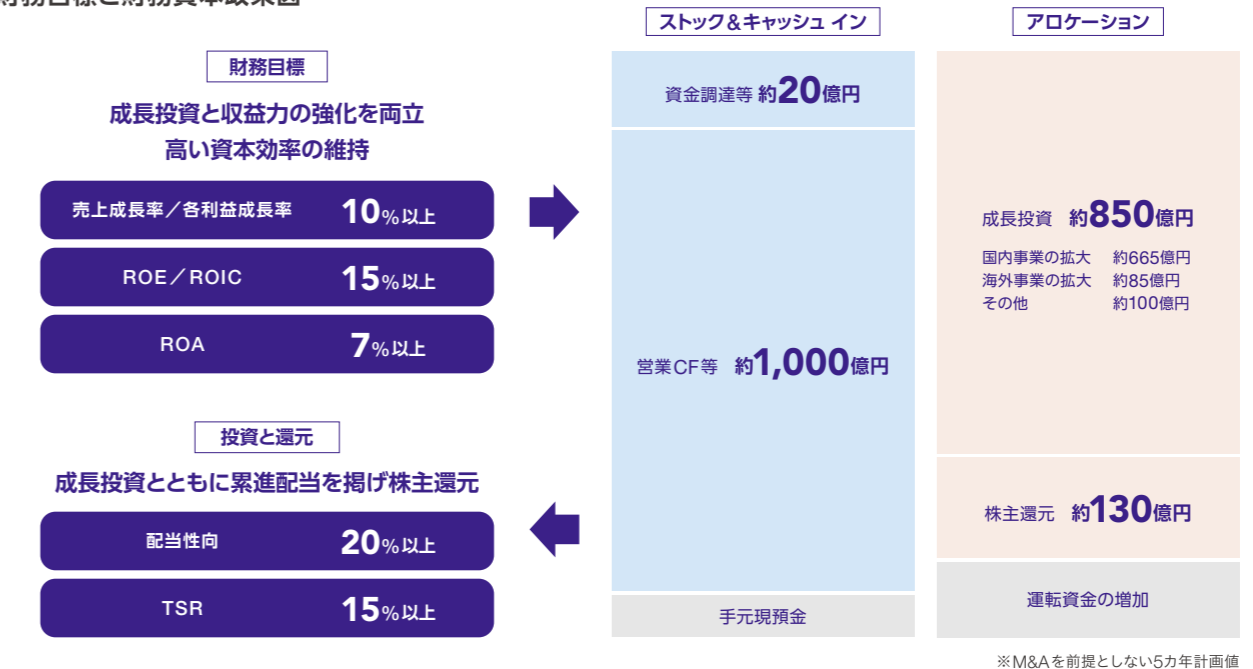 財務目標と財務資本政策図
財務目標
成長投資と収益力の強化を両立
高い資本効率の維持
売上成長率／各利益成長率 10%以上
ROE／ROIC 15%以上
ROA 7%以上
投資と還元
成長投資とともに累進配当を掲げ株主還元
配当性向 20%以上
TSR 15%以上
ストック&キャッシュ イン
資金調達等 約20億円
営業CF等 約1,000億円
手元現預金
アロケーション
成長投資 約850億円
国内事業の拡大 約665億円
海外事業の拡大 約85億円
その他 約100億円
株主還元 約130億円
運転資金の増加
※M&Aを前提としない5カ年計画値